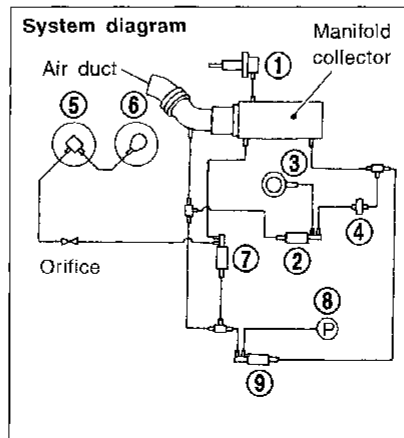 System diagram
Manifold
collector
Air duct
①
⑤ ⑥
③
④
②
Orifice
⑦
⑧
P
⑨